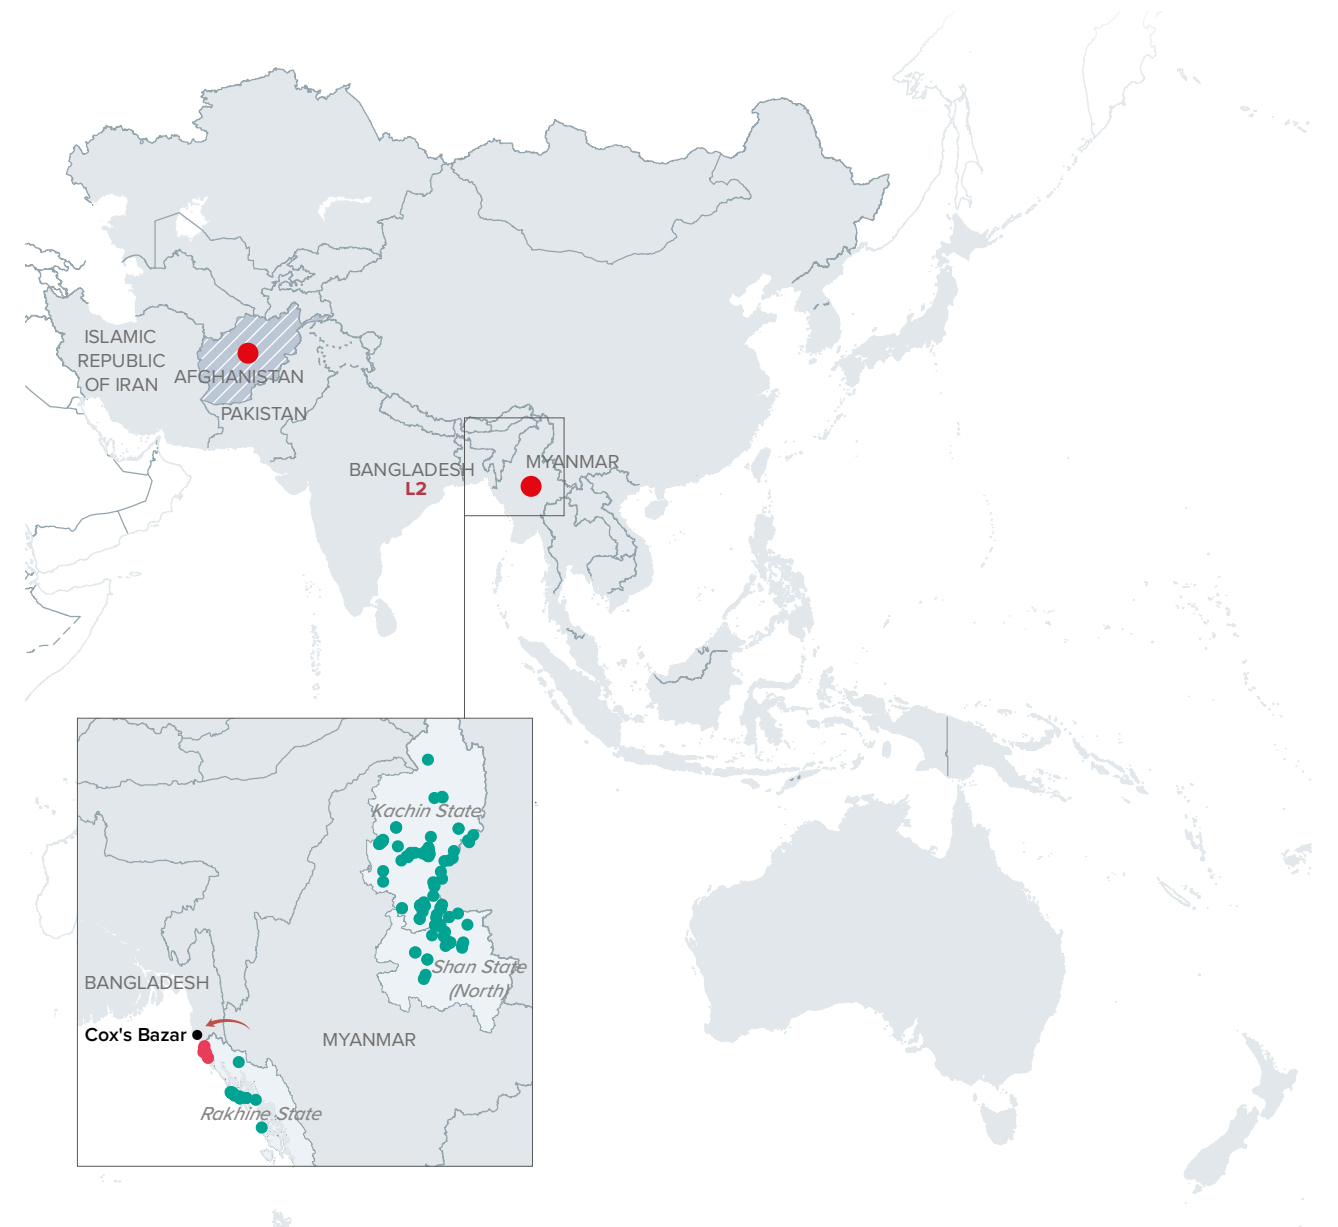 ISLAMIC
REPUBLIC
OF IRAN
AFGHANISTAN
PAKISTAN
BANGLADESH
L2
MYANMAR
Kachin State
Shan State
(North)
BANGLADESH
Cox's Bazar
MYANMAR
Rakhine State